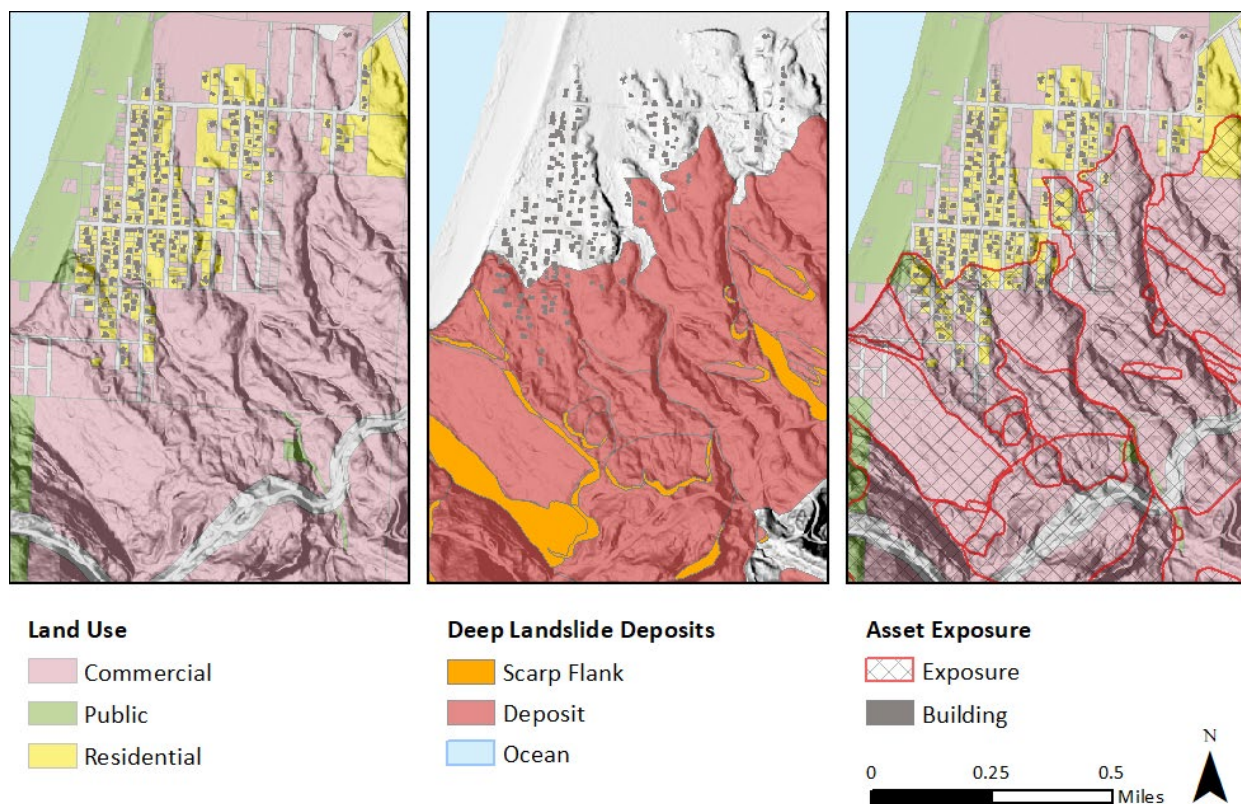 Land Use
Commercial
Public
Residential
Deep Landslide Deposits
Scarp Flank
Deposit
Ocean
Asset Exposure
Exposure
Building
N
0 0.25 0.5
Miles